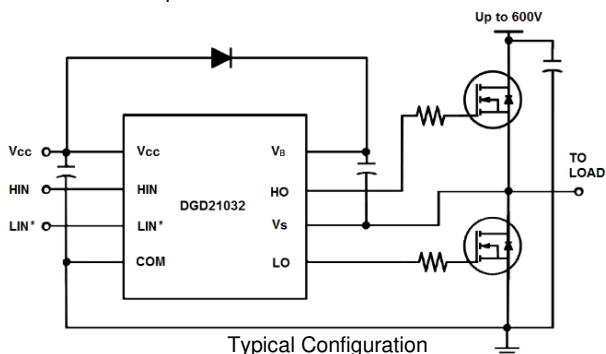 Up to 600V
Vcc
HIN
LIN*
Vcc
HIN
LIN*
COM
DGD21032
VB
HO
Vs
LO
TO
LOAD
Typical Configuration